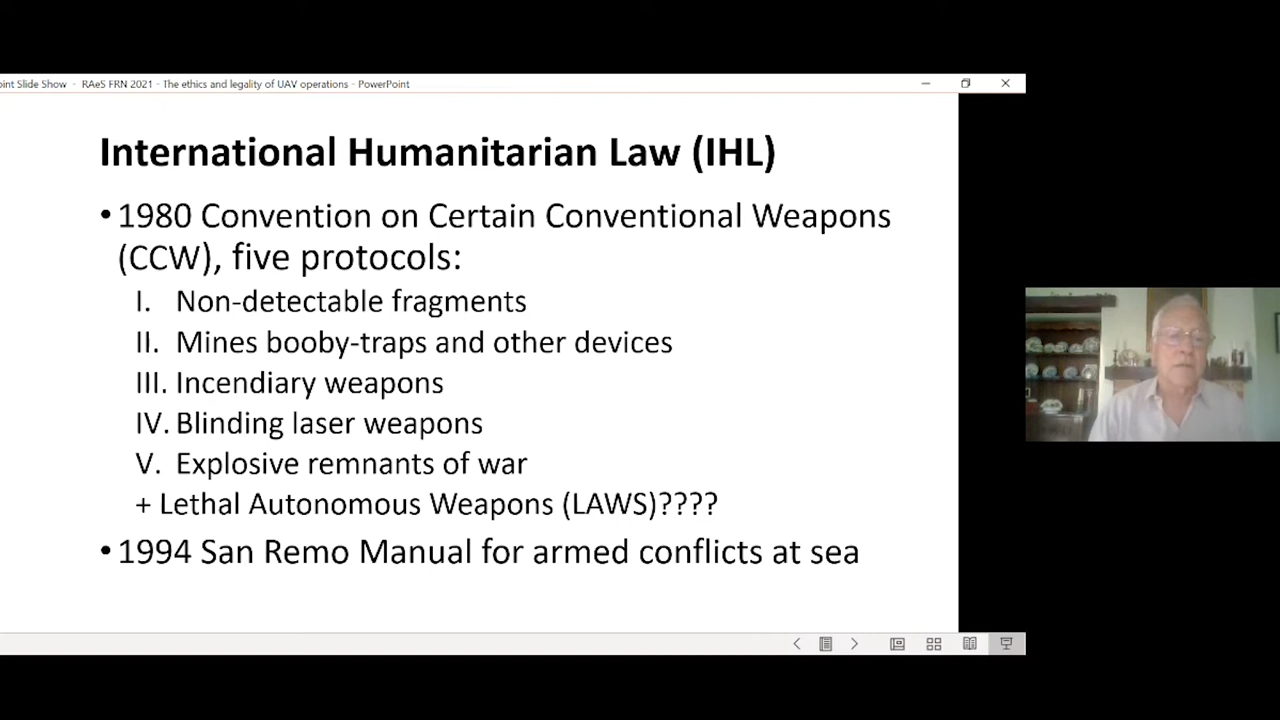 oint Slide Show - RAeS FRN 2021 - The ethics and legality of UAV operations - PowerPoint
International Humanitarian Law (IHL)
• 1980 Convention on Certain Conventional Weapons
(CCW), five protocols:
I. Non-detectable fragments
II. Mines booby-traps and other devices
III. Incendiary weapons
IV. Blinding laser weapons
V. Explosive remnants of war
+ Lethal Autonomous Weapons (LAWS)????
• 1994 San Remo Manual for armed conflicts at sea